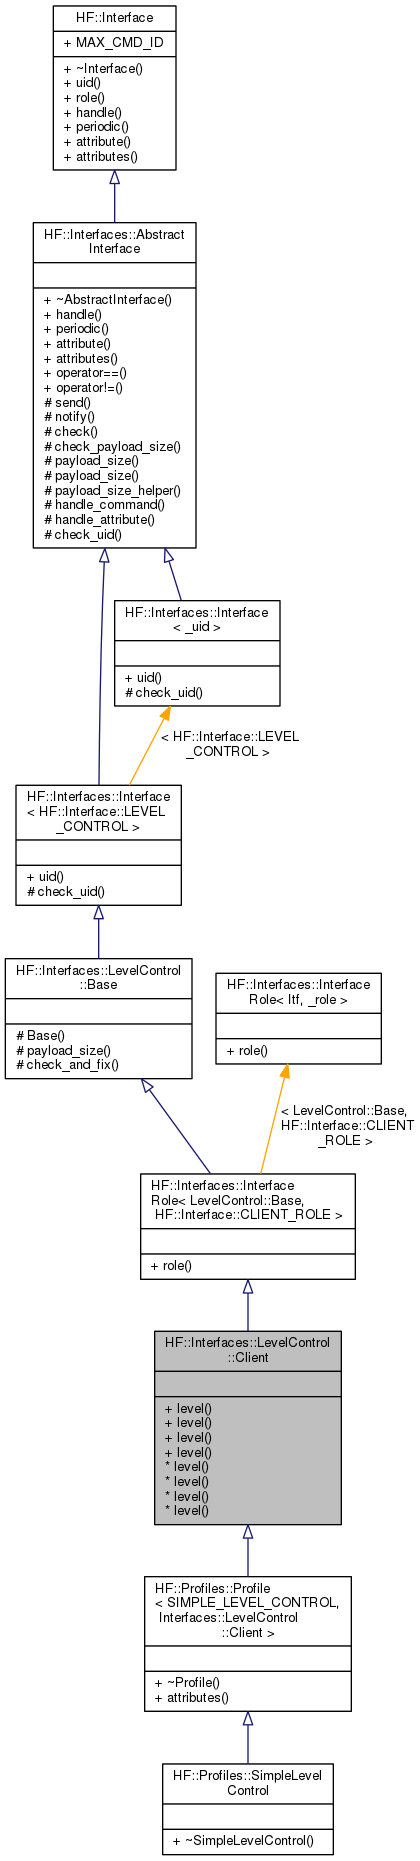 HF::Interface
+ MAX_CMD_ID
+ ~Interface()
+ uid()
+ role()
+ handle()
+ periodic()
+ attribute()
+ attributes()
HF::Interfaces::Abstract
Interface
+ ~AbstractInterface()
+ handle()
+ periodic()
+ attribute()
+ attributes()
+ operator==()
+ operator!=()
# send()
# notify()
# check()
# check_payload_size()
# payload_size()
# payload_size()
# payload_size_helper()
# handle_command()
# handle_attribute()
# check_uid()
HF::Interfaces::Interface
< _uid >
+ uid()
# check_uid()
< HF::Interface::LEVEL
_CONTROL >
HF::Interfaces::Interface
< HF::Interface::LEVEL
_CONTROL >
+ uid()
# check_uid()
HF::Interfaces::LevelControl
::Base
# Base()
# payload_size()
# check_and_fix()
HF::Interfaces::Interface
Role< Itf, _role >
+ role()
< LevelControl::Base,
HF::Interface::CLIENT
_ROLE >
HF::Interfaces::Interface
Role< LevelControl::Base,
HF::Interface::CLIENT_ROLE >
+ role()
HF::Interfaces::LevelControl
::Client
+ level()
+ level()
+ level()
+ level()
* level()
* level()
* level()
* level()
HF::Profiles::Profile
< SIMPLE_LEVEL_CONTROL,
Interfaces::LevelControl
::Client >
+ ~Profile()
+ attributes()
HF::Profiles::SimpleLevel
Control
+ ~SimpleLevelControl()